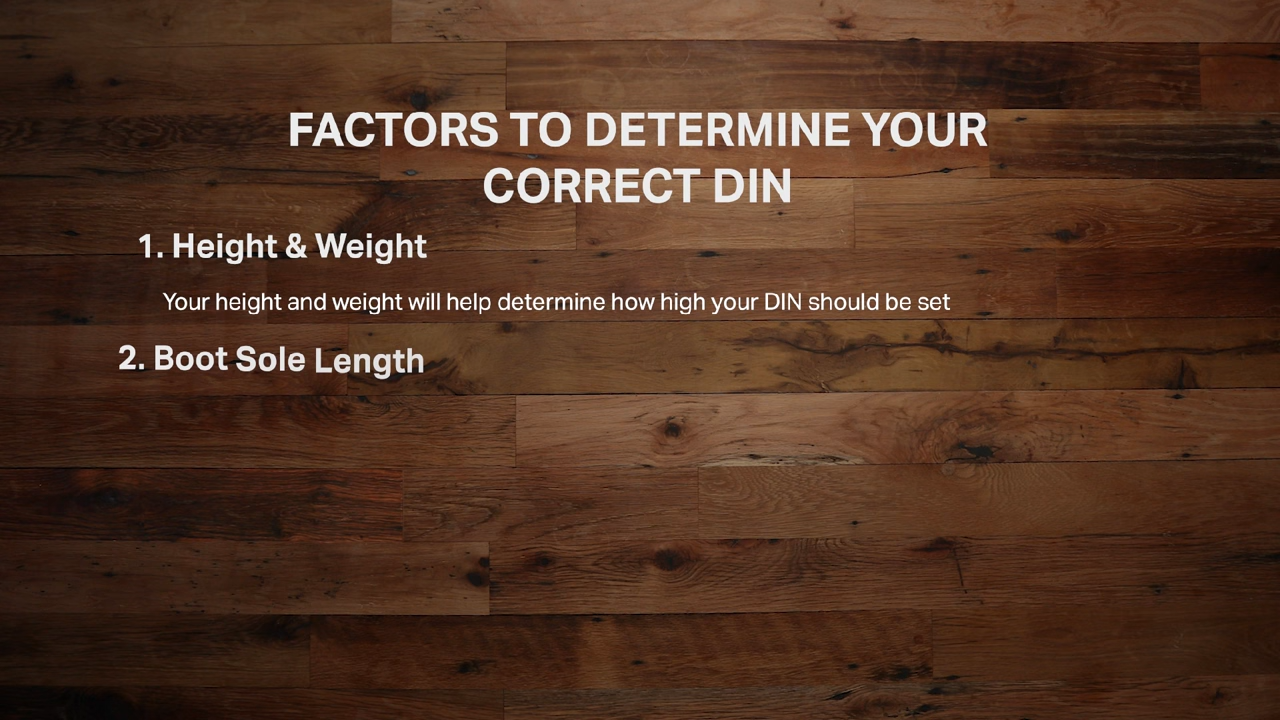 FACTORS TO DETERMINE YOUR
CORRECT DIN
1. Height & Weight
Your height and weight will help determine how high your DIN should be set
2. Boot Sole Length